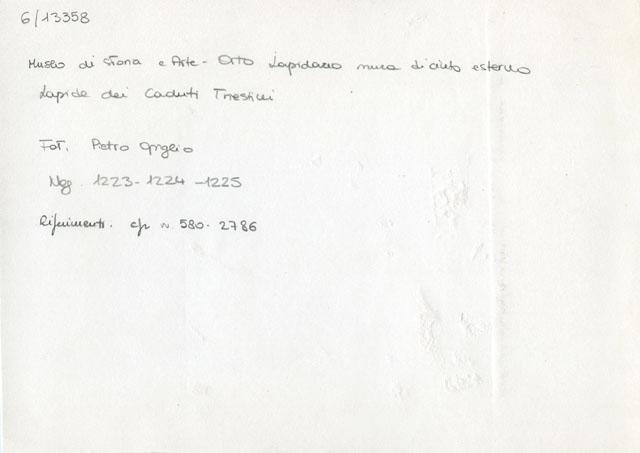 6/13358
Museo di Storia e Arte - Orto Lapidario mura di cinta esterno
Lapide dei Caduti Triestini
Fot. Pietro Opiglio
Neg. 1223 - 1224 - 1225
Riferimenti. cfr n. 580 - 2786